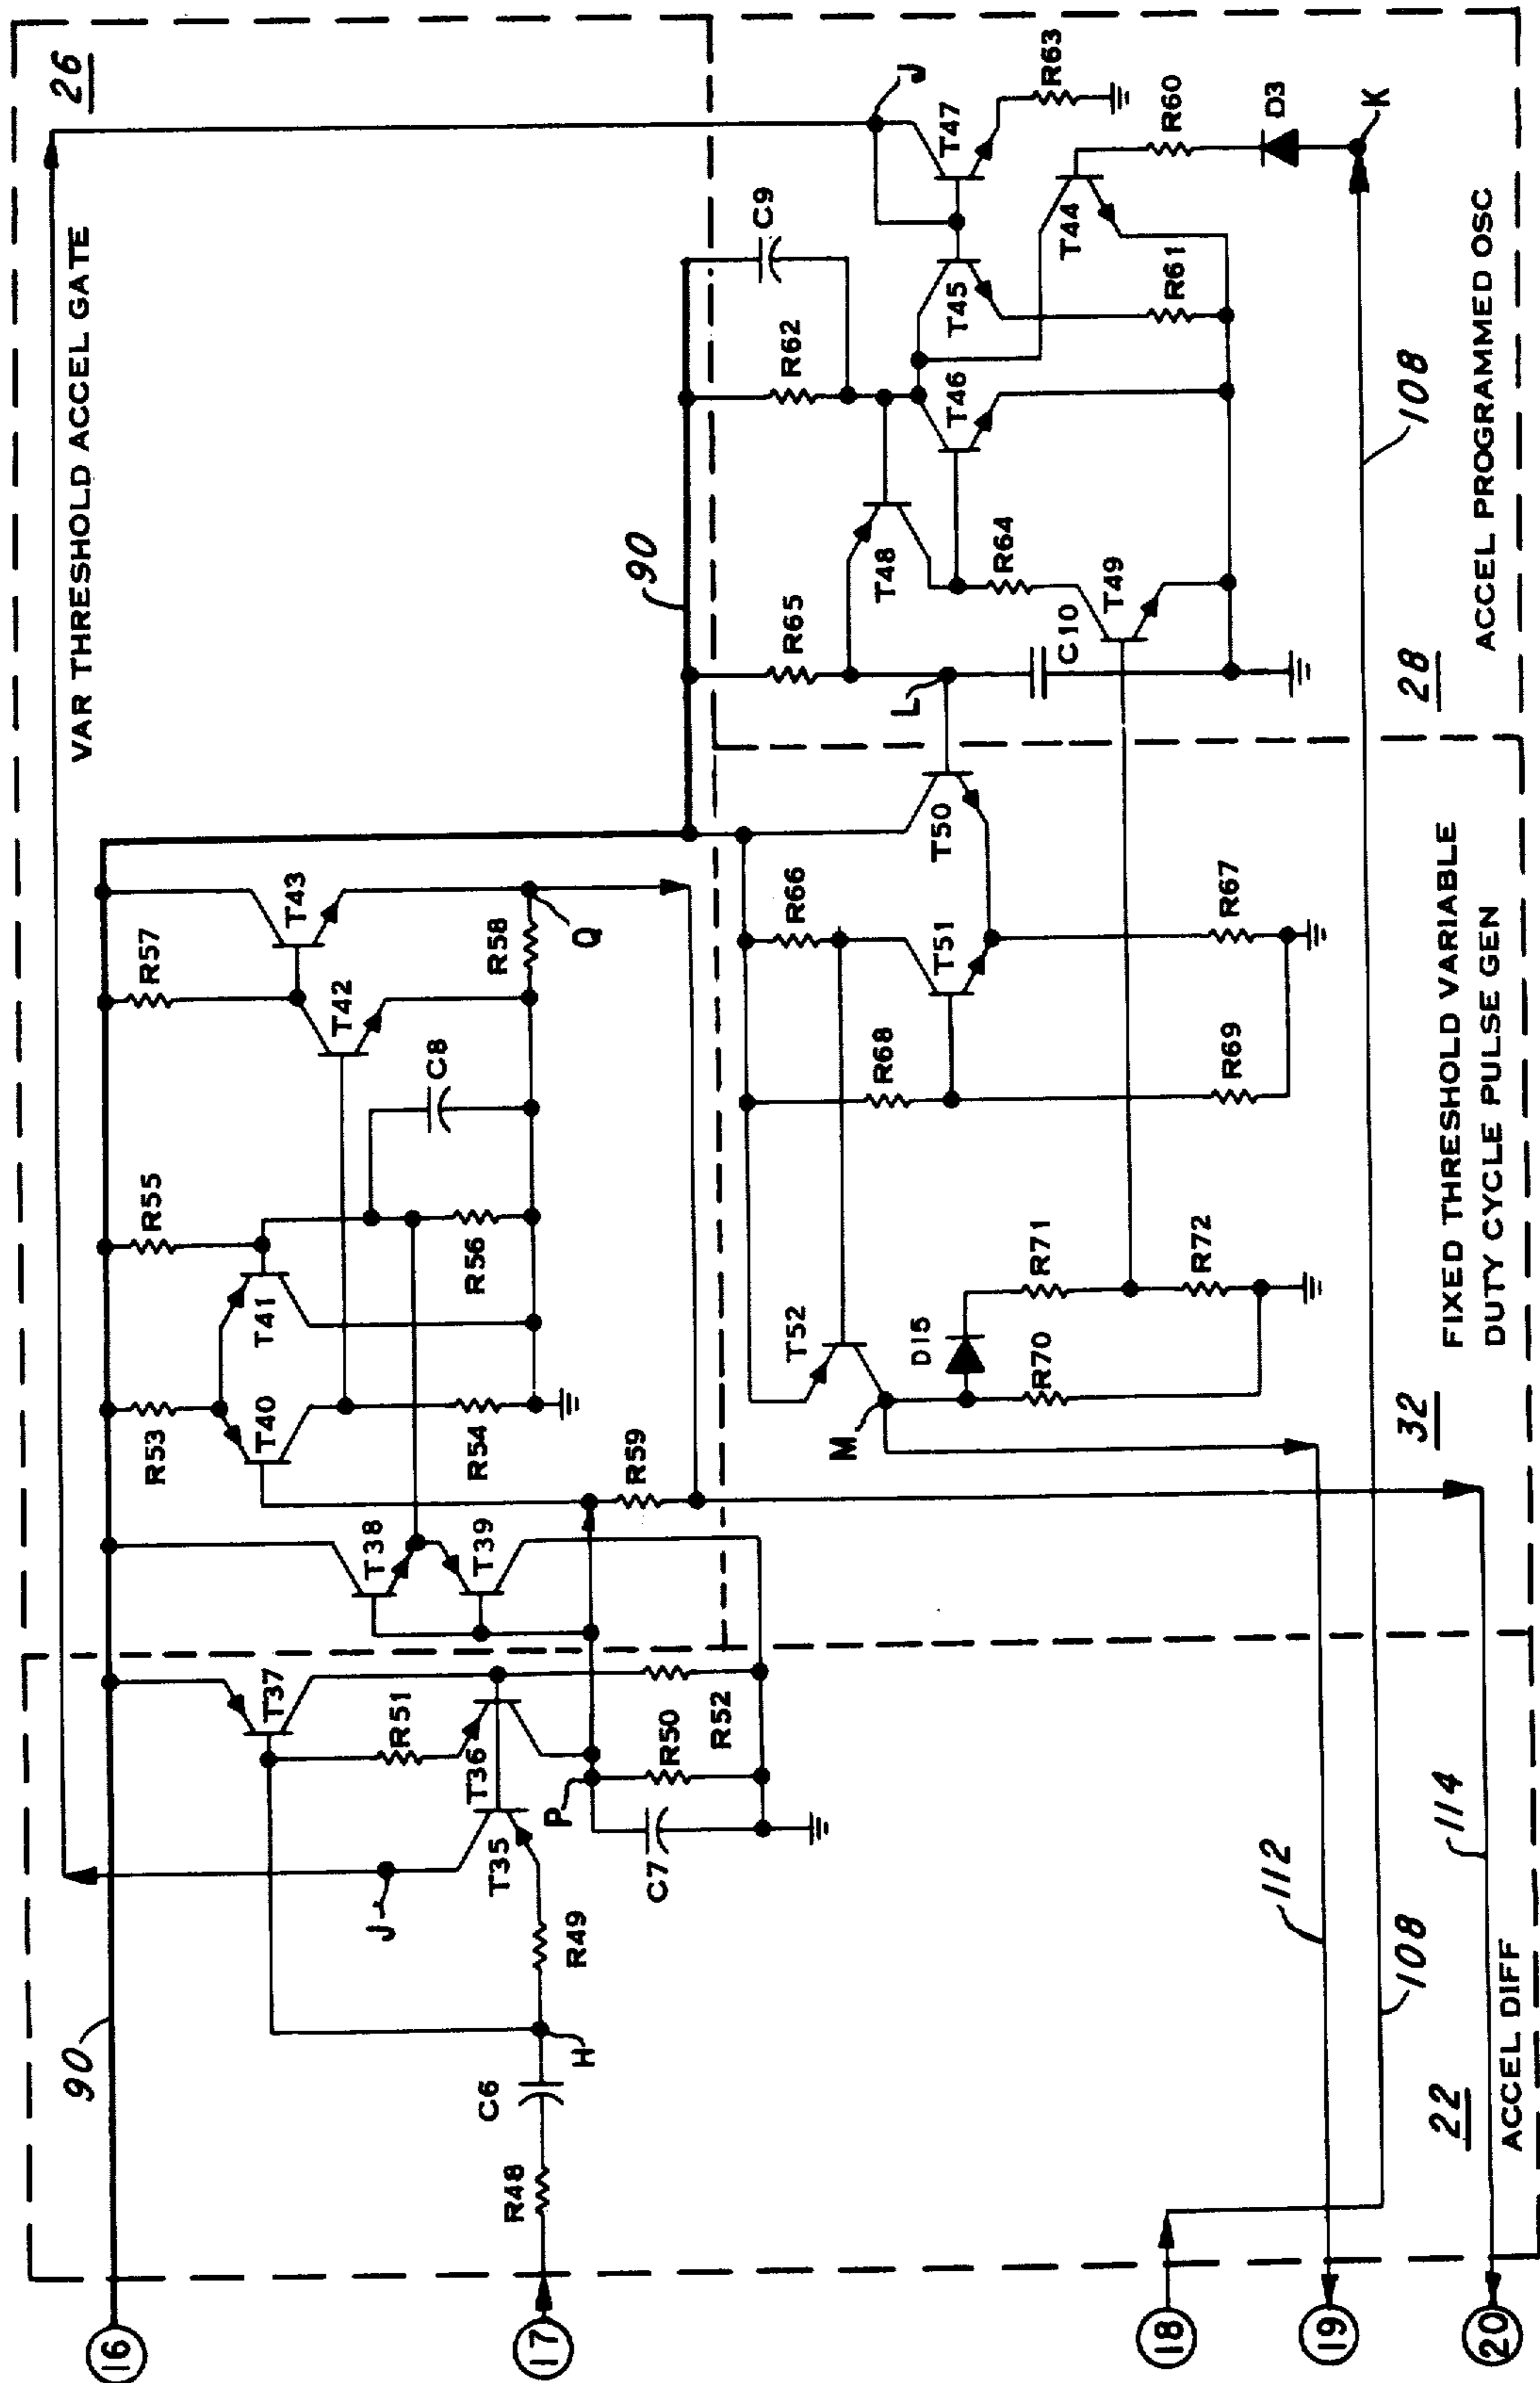 26
VAR THRESHOLD ACCEL GATE
90
16
R53
R55
R57
T40
T41
T42
T43
C8
R54
R56
R58
Q
T37
T38
T39
R51
T36
J
T35
R59
P
R50
R52
C7
R49
H
C6
R48
17
90
C9
J
T47
R63
R62
T45
T46
T44
R60
R61
D3
K
T48
R65
R64
T49
C10
L
108
28
ACCEL PROGRAMMED OSC
T50
R66
T51
R67
R68
R69
T52
D15
R71
R72
R70
M
32
FIXED THRESHOLD VARIABLE
DUTY CYCLE PULSE GEN
112
114
108
22
ACCEL DIFF
18
19
20